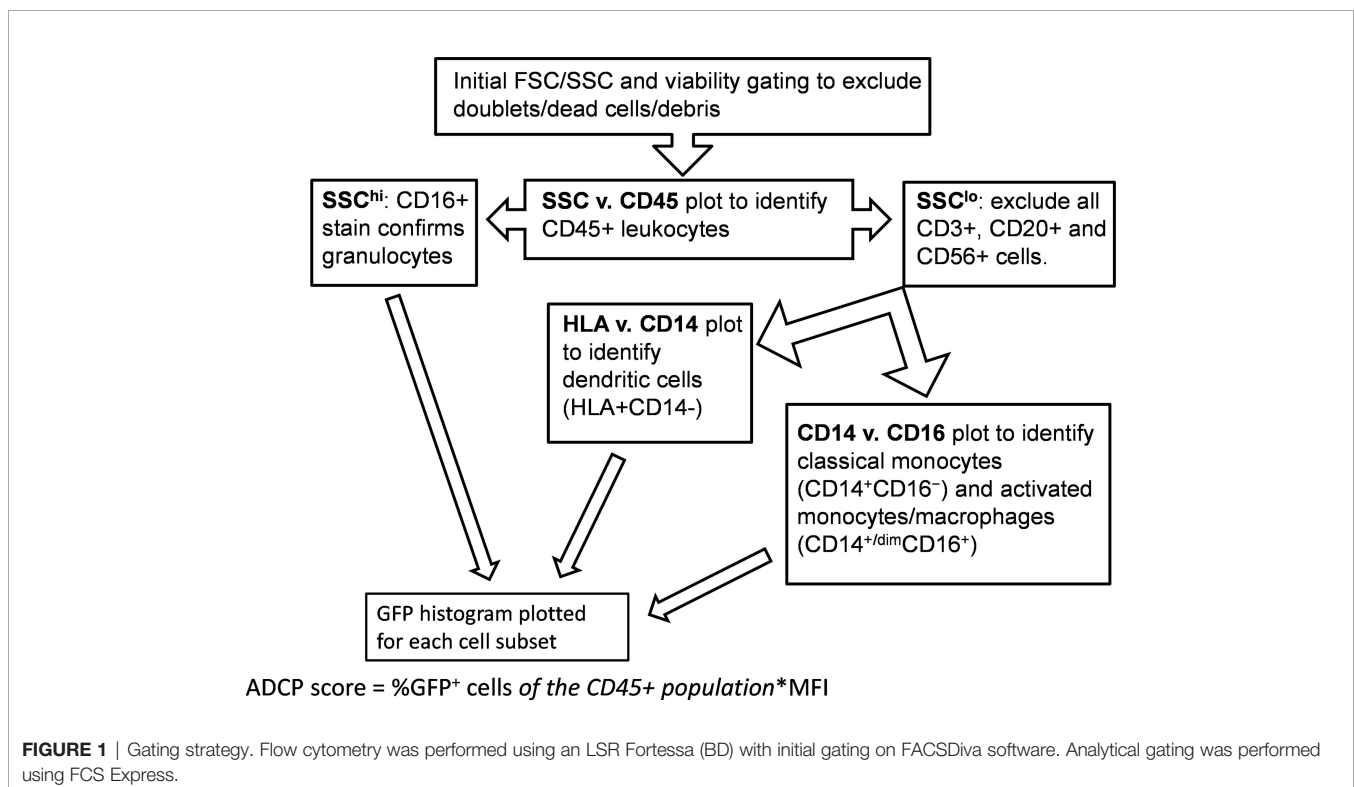 Initial FSC/SSC and viability gating to exclude
doublets/dead cells/debris
SSCʰⁱ: CD16+
stain confirms
granulocytes
SSC v. CD45 plot to identify
CD45+ leukocytes
SSCˡᵒ: exclude all
CD3+, CD20+ and
CD56+ cells.
HLA v. CD14 plot
to identify
dendritic cells
(HLA+CD14-)
CD14 v. CD16 plot to identify
classical monocytes
(CD14⁺CD16⁻) and activated
monocytes/macrophages
(CD14⁺ᐟᵈⁱᵐCD16⁺)
GFP histogram plotted
for each cell subset
ADCP score = %GFP⁺ cells of the CD45+ population*MFI
FIGURE 1 | Gating strategy. Flow cytometry was performed using an LSR Fortessa (BD) with initial gating on FACSDiva software. Analytical gating was performed
using FCS Express.